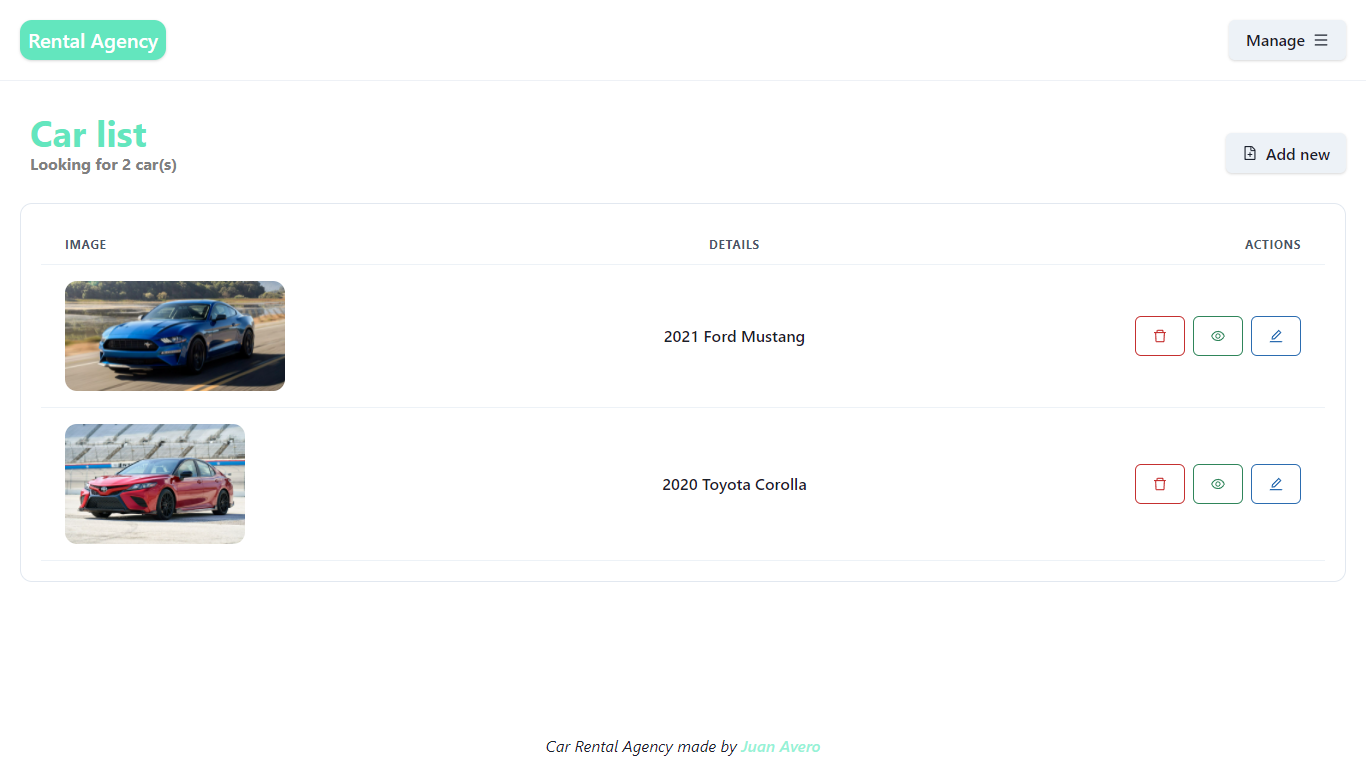 Rental Agency
Manage
Car list
Looking for 2 car(s)
Add new
IMAGE DETAILS ACTIONS
2021 Ford Mustang
2020 Toyota Corolla
Car Rental Agency made by Juan Avero